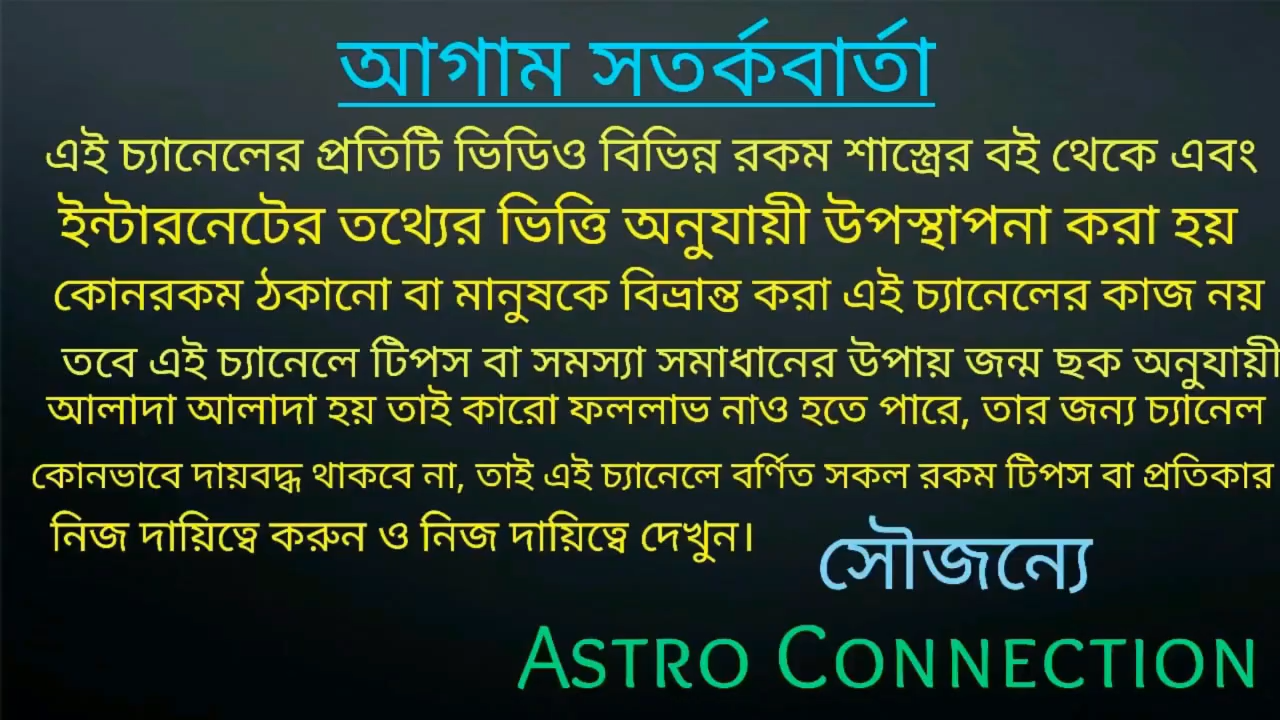 আগাম সতর্কবার্তা
এই চ্যানেলের প্রতিটি ভিডিও বিভিন্ন রকম শাস্ত্রের বই থেকে এবং
ইন্টারনেটের তথ্যের ভিত্তি অনুযায়ী উপস্থাপনা করা হয়
কোনরকম ঠকানো বা মানুষকে বিভ্রান্ত করা এই চ্যানেলের কাজ নয়
তবে এই চ্যানেলে টিপস বা সমস্যা সমাধানের উপায় জন্ম ছক অনুযায়ী
আলাদা আলাদা হয় তাই কারো ফললাভ নাও হতে পারে, তার জন্য চ্যানেল
কোনভাবে দায়বদ্ধ থাকবে না, তাই এই চ্যানেলে বর্ণিত সকল রকম টিপস বা প্রতিকার
নিজ দায়িত্বে করুন ও নিজ দায়িত্বে দেখুন।
সৌজন্যে
ASTRO CONNECTION